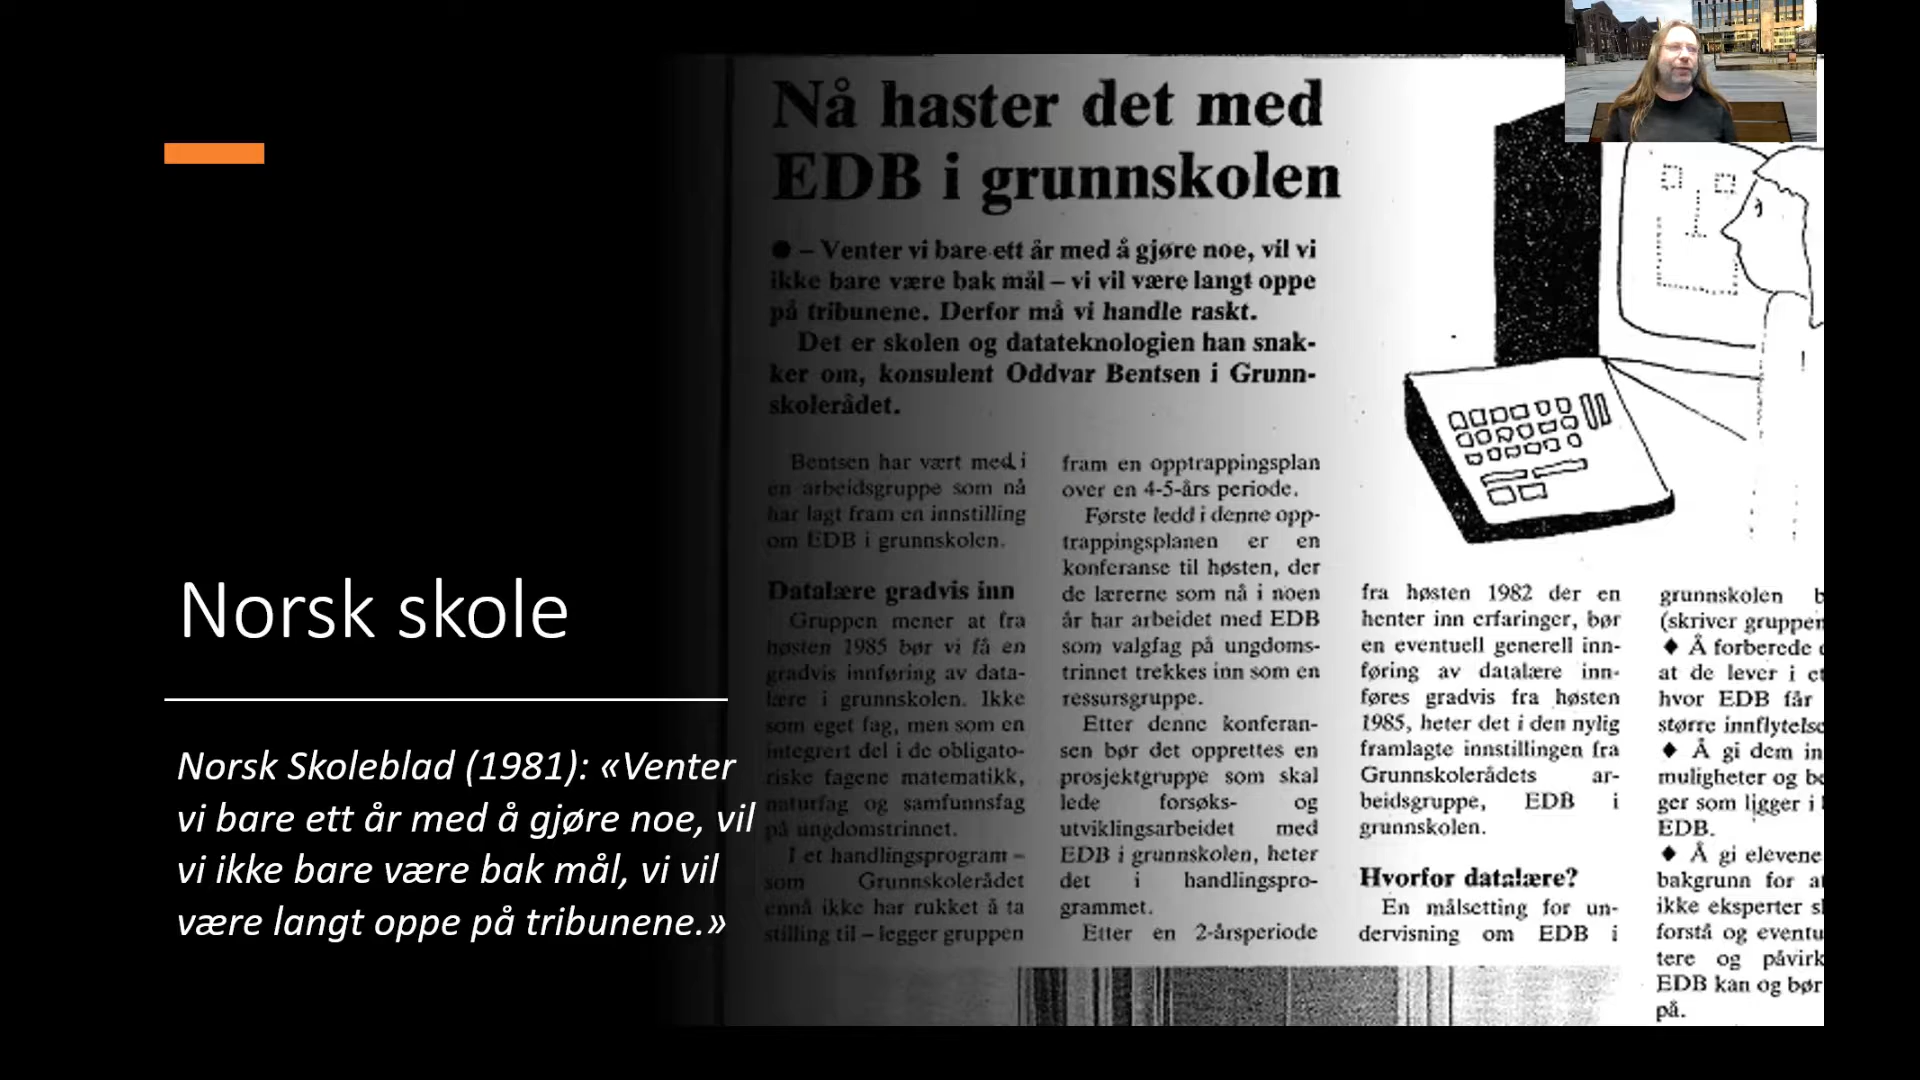 Norsk skole
Norsk Skoleblad (1981): «Venter
vi bare ett år med å gjøre noe, vil
vi ikke bare være bak mål, vi vil
være langt oppe på tribunene.»
Nå haster det med
EDB i grunnskolen
● – Venter vi bare ett år med å gjøre noe, vil vi
ikke bare være bak mål – vi vil være langt oppe
på tribunene. Derfor må vi handle raskt.
Det er skolen og datateknologien han snak-
ker om, konsulent Oddvar Bentsen i Grunn-
skolerådet.
Bentsen har vært med i
en arbeidsgruppe som nå
har lagt fram en innstilling
om EDB i grunnskolen.
Datalære gradvis inn
Gruppen mener at fra
høsten 1985 bør vi få en
gradvis innføring av data-
lære i grunnskolen. Ikke
som eget fag, men som en
integrert del i de obligato-
riske fagene matematikk,
naturfag og samfunnsfag
på ungdomstrinnet.
I et handlingsprogram –
som Grunnskolerådet
ennå ikke har rukket å ta
stilling til – legger gruppen
fram en opptrappingsplan
over en 4-5-års periode.
Første ledd i denne opp-
trappingsplanen er en
konferanse til høsten, der
de lærerne som nå i noen
år har arbeidet med EDB
som valgfag på ungdoms-
trinnet trekkes inn som en
ressursgruppe.
Etter denne konferan-
sen bør det opprettes en
prosjektgruppe som skal
lede forsøks- og
utviklingsarbeidet med
EDB i grunnskolen, heter
det i handlingspro-
grammet.
Etter en 2-årsperiode
fra høsten 1982 der en
henter inn erfaringer, bør
en eventuell generell inn-
føring av datalære inn-
føres gradvis fra høsten
1985, heter det i den nylig
framlagte innstillingen fra
Grunnskolerådets ar-
beidsgruppe, EDB i
grunnskolen.
Hvorfor datalære?
En målsetting for un-
dervisning om EDB i
grunnskolen b
(skriver gruppen
◆ Å forberede
at de lever i et
hvor EDB får
større innflytelse
◆ Å gi dem in
muligheter og be
ger som ligger i
EDB.
◆ Å gi elevene
bakgrunn for at
ikke eksperter s
forstå og eventu
tere og påvirk
EDB kan og bør
på.